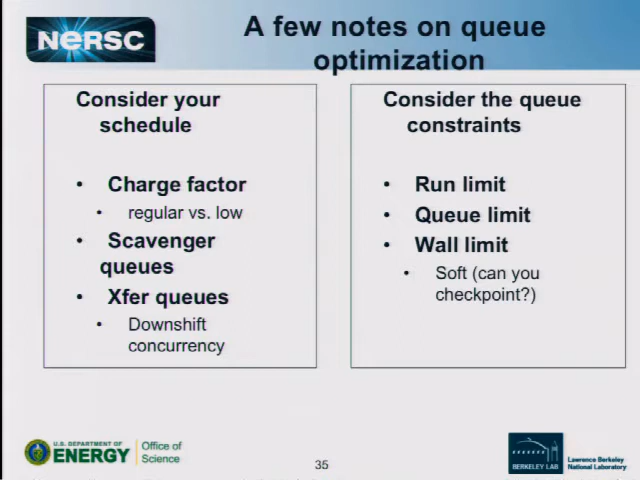 NERSC
A few notes on queue
optimization
Consider your
schedule
• Charge factor
• regular vs. low
• Scavenger
queues
• Xfer queues
• Downshift
concurrency
Consider the queue
constraints
• Run limit
• Queue limit
• Wall limit
• Soft (can you
checkpoint?)
U.S. DEPARTMENT OF
ENERGY
Office of
Science
35
BERKELEY LAB
Lawrence Berkeley
National Laboratory